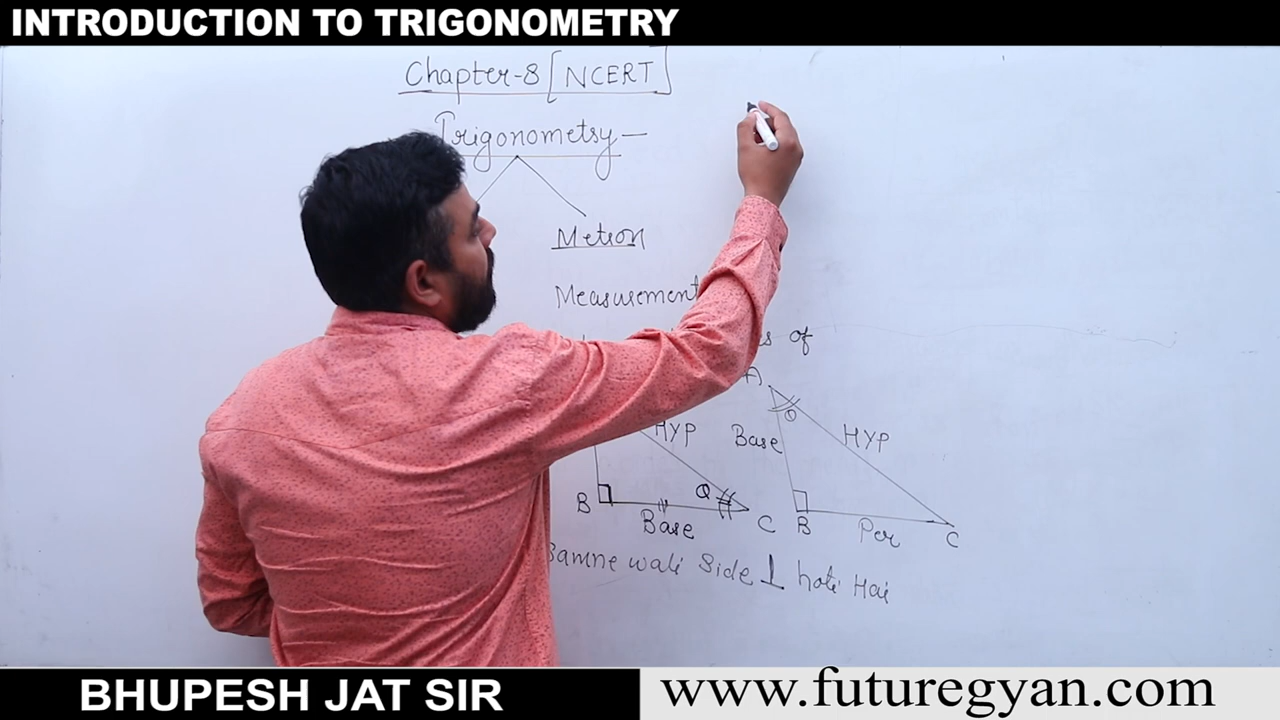 INTRODUCTION TO TRIGONOMETRY
Chapter-8 [NCERT]
Trigonometry —
Metron
Measurement
of
A
θ
HYP
Base
HYP
θ
B
Base
C
B
Per
C
Samne wali Side ⊥ hoti Hai
BHUPESH JAT SIR
www.futuregyan.com